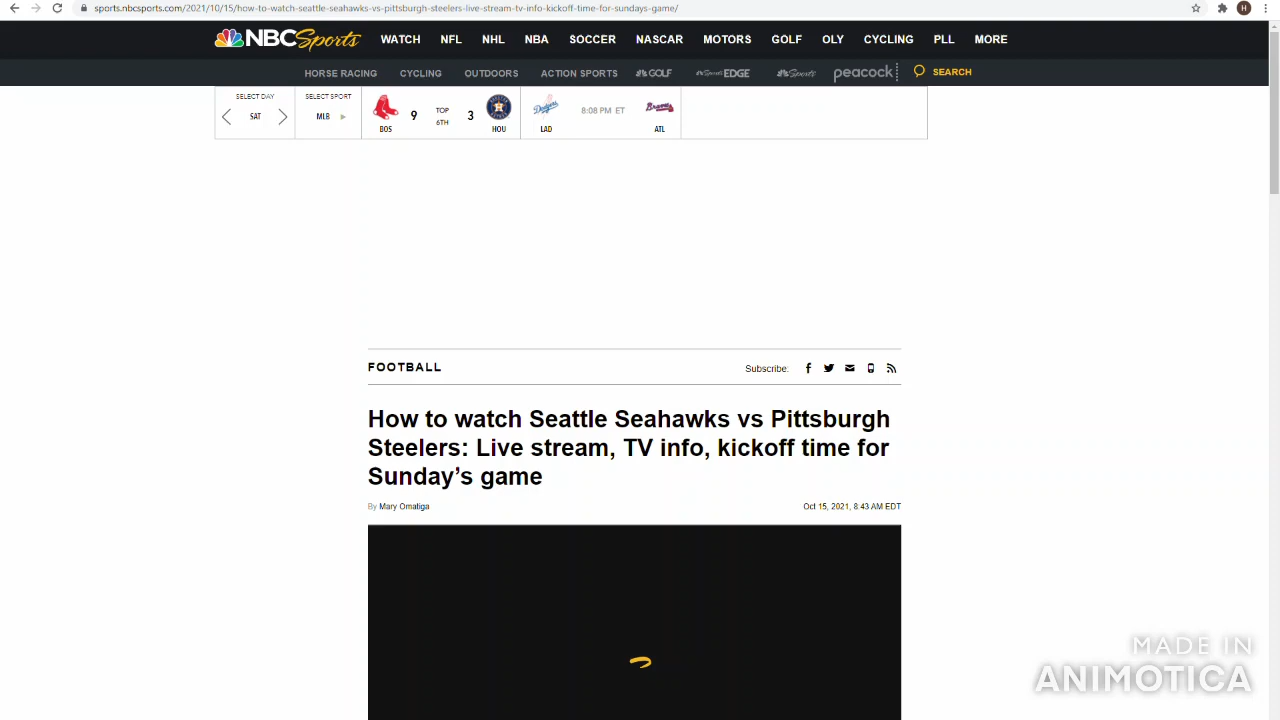 sports.nbcsports.com/2021/10/15/how-to-watch-seattle-seahawks-vs-pittsburgh-steelers-live-stream-tv-info-kickoff-time-for-sundays-game/ H
NBC Sports WATCH NFL NHL NBA SOCCER NASCAR MOTORS GOLF OLY CYCLING PLL MORE
HORSE RACING CYCLING OUTDOORS ACTION SPORTS GOLF Sports EDGE Sports peacock SEARCH
SELECT DAY SELECT SPORT
SAT MLB 9 TOP 6TH 3 Dodgers 8:08 PM ET Braves
BOS HOU LAD ATL
FOOTBALL Subscribe:
How to watch Seattle Seahawks vs Pittsburgh
Steelers: Live stream, TV info, kickoff time for
Sunday's game
By Mary Omatiga Oct 15, 2021, 8:43 AM EDT
MADE IN
ANIMOTICA